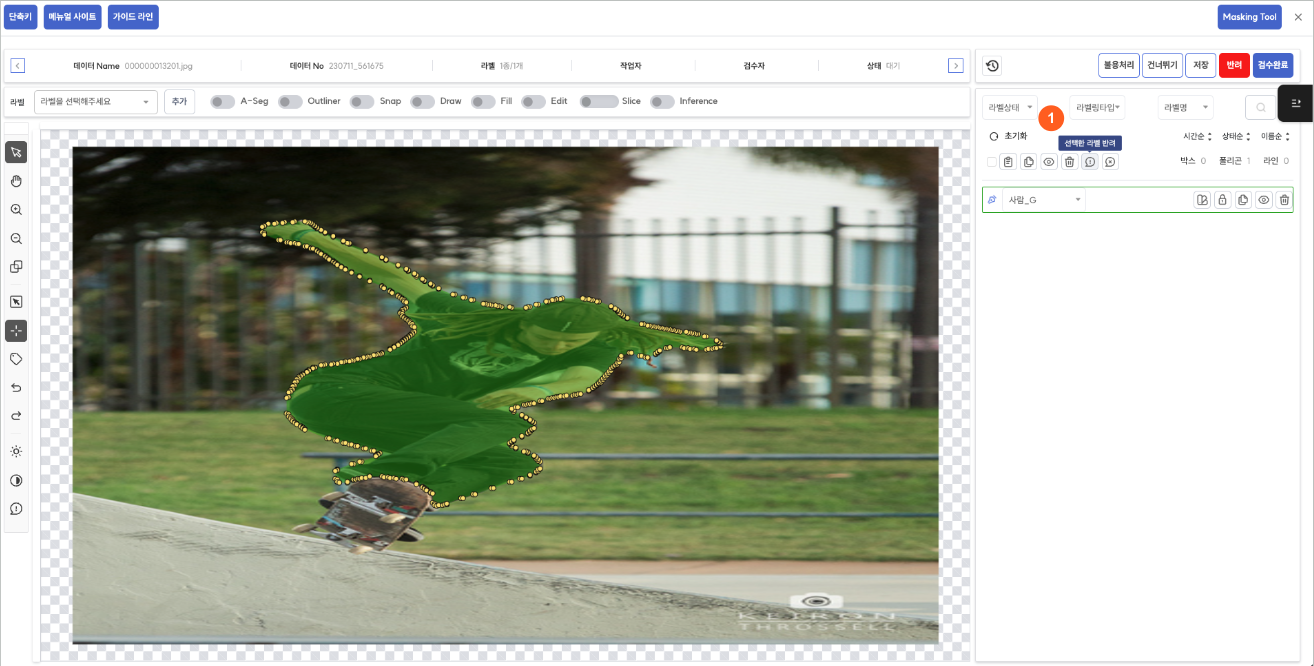 단축키 메뉴얼 사이트 가이드 라인 Masking Tool
데이터 Name 000000013201.jpg 데이터 No 230711_561675 라벨 1종/1개 작업자 검수자 상태 대기
불용처리 건너뛰기 저장 반려 검수완료
라벨 라벨을 선택해주세요 추가 A-Seg Outliner Snap Draw Fill Edit Slice Inference
라벨상태 라벨링타입 라벨명
1
초기화 시간순 상태순 이름순
선택한 라벨 반려
박스 0 폴리곤 1 라인 0
사람_G
THROSSELL